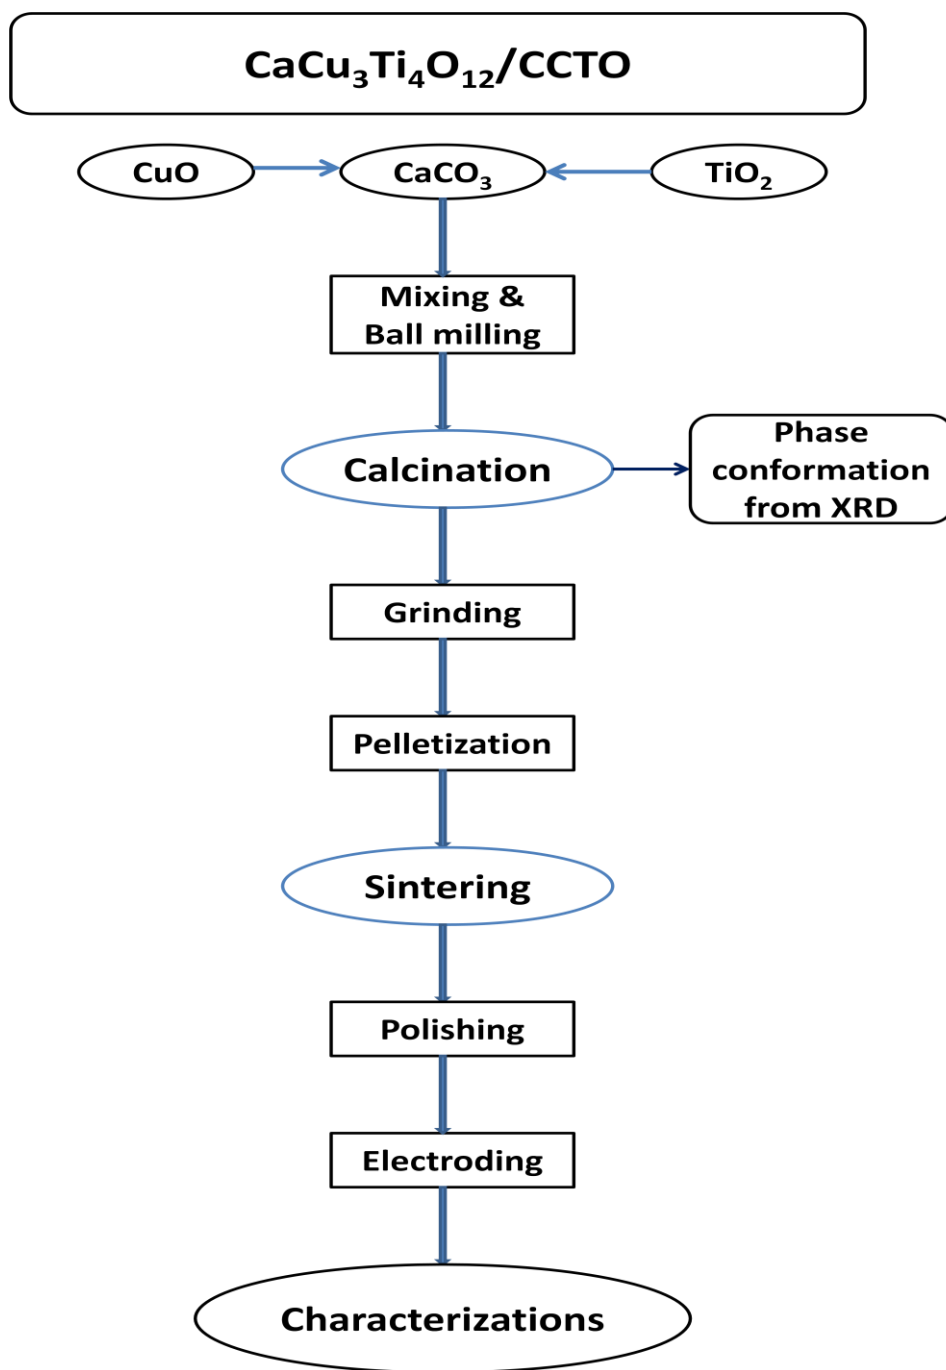 CaCu₃Ti₄O₁₂/CCTO
CuO
CaCO₃
TiO₂
Mixing &
Ball milling
Calcination
Phase
conformation
from XRD
Grinding
Pelletization
Sintering
Polishing
Electroding
Characterizations